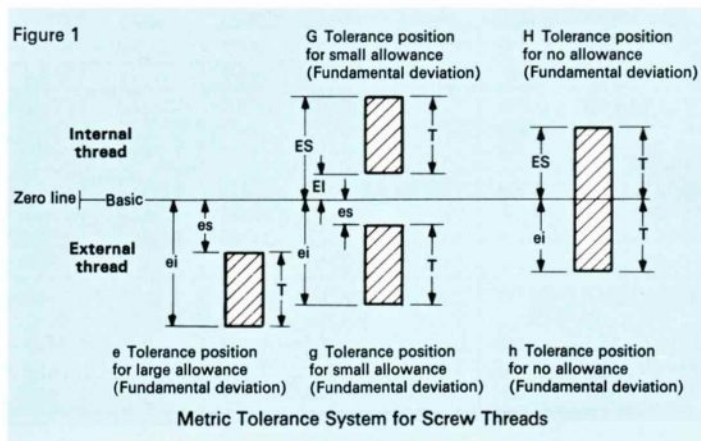 Figure 1
G Tolerance position
for small allowance
(Fundamental deviation)
H Tolerance position
for no allowance
(Fundamental deviation)
Internal
thread
ES
T
EI
ES
T
Zero line
Basic
External
thread
es
ei
T
es
ei
T
ei
T
e Tolerance position
for large allowance
(Fundamental deviation)
g Tolerance position
for small allowance
(Fundamental deviation)
h Tolerance position
for no allowance
(Fundamental deviation)
Metric Tolerance System for Screw Threads